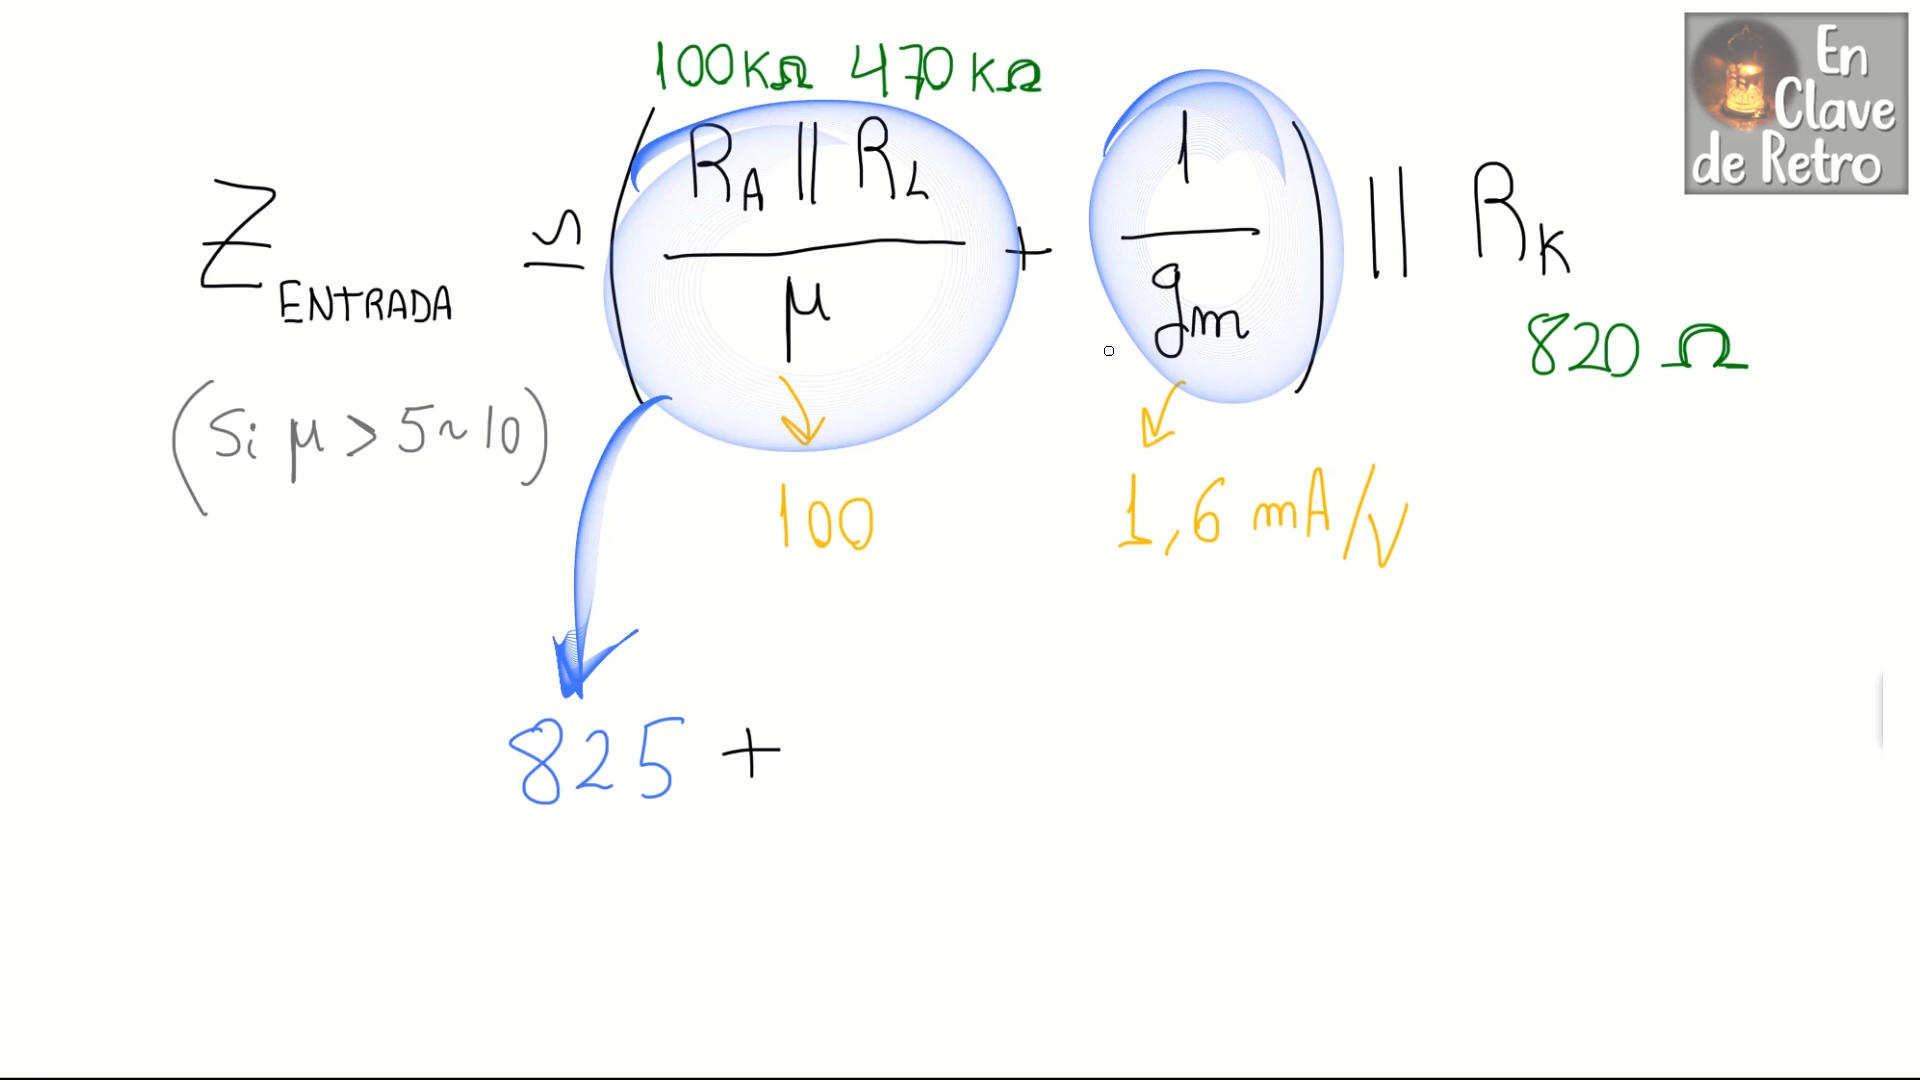 100KΩ 470KΩ
En
Clave
de Retro
Z ENTRADA ≃ ( (R_A || R_L) / μ + 1 / gm ) || R_K
820 Ω
(Si μ > 5~10)
100
1,6 mA/V
825 +